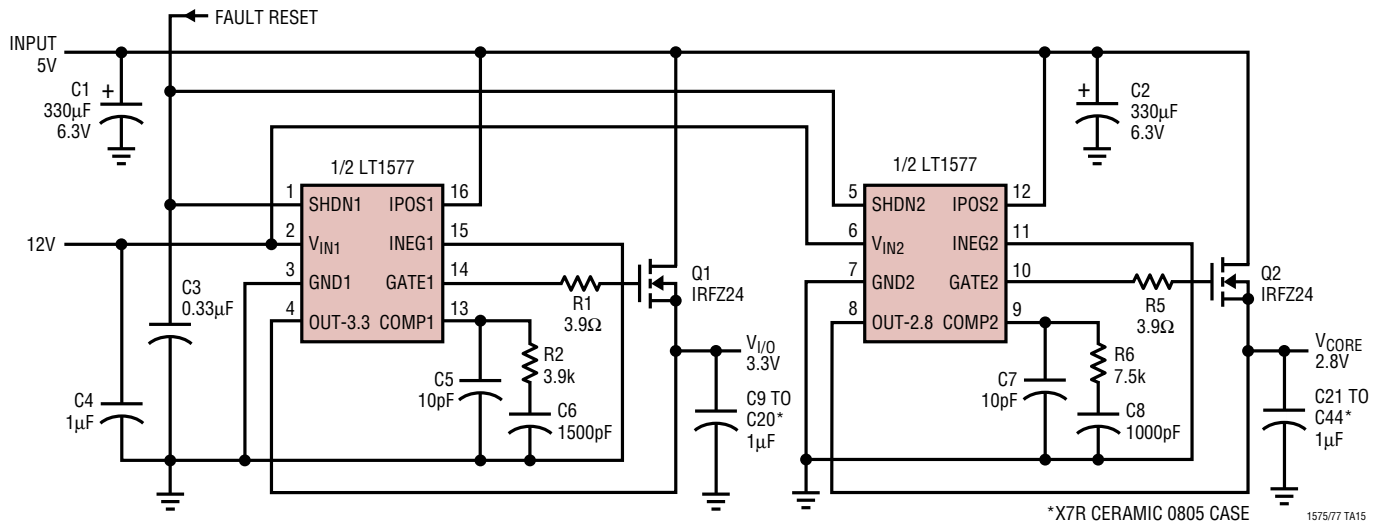 FAULT RESET
INPUT
5V
C1
330µF
6.3V
+
C2
330µF
6.3V
+
1/2 LT1577
1 SHDN1
2 VIN1
3 GND1
4 OUT-3.3
IPOS1 16
INEG1 15
GATE1 14
COMP1 13
12V
C3
0.33µF
C4
1µF
R1
3.9Ω
Q1
IRFZ24
R2
3.9k
C5
10pF
C6
1500pF
VI/O
3.3V
C9 TO
C20*
1µF
1/2 LT1577
5 SHDN2
6 VIN2
7 GND2
8 OUT-2.8
IPOS2 12
INEG2 11
GATE2 10
COMP2 9
R5
3.9Ω
Q2
IRFZ24
R6
7.5k
C7
10pF
C8
1000pF
VCORE
2.8V
C21 TO
C44*
1µF
*X7R CERAMIC 0805 CASE
1575/77 TA15